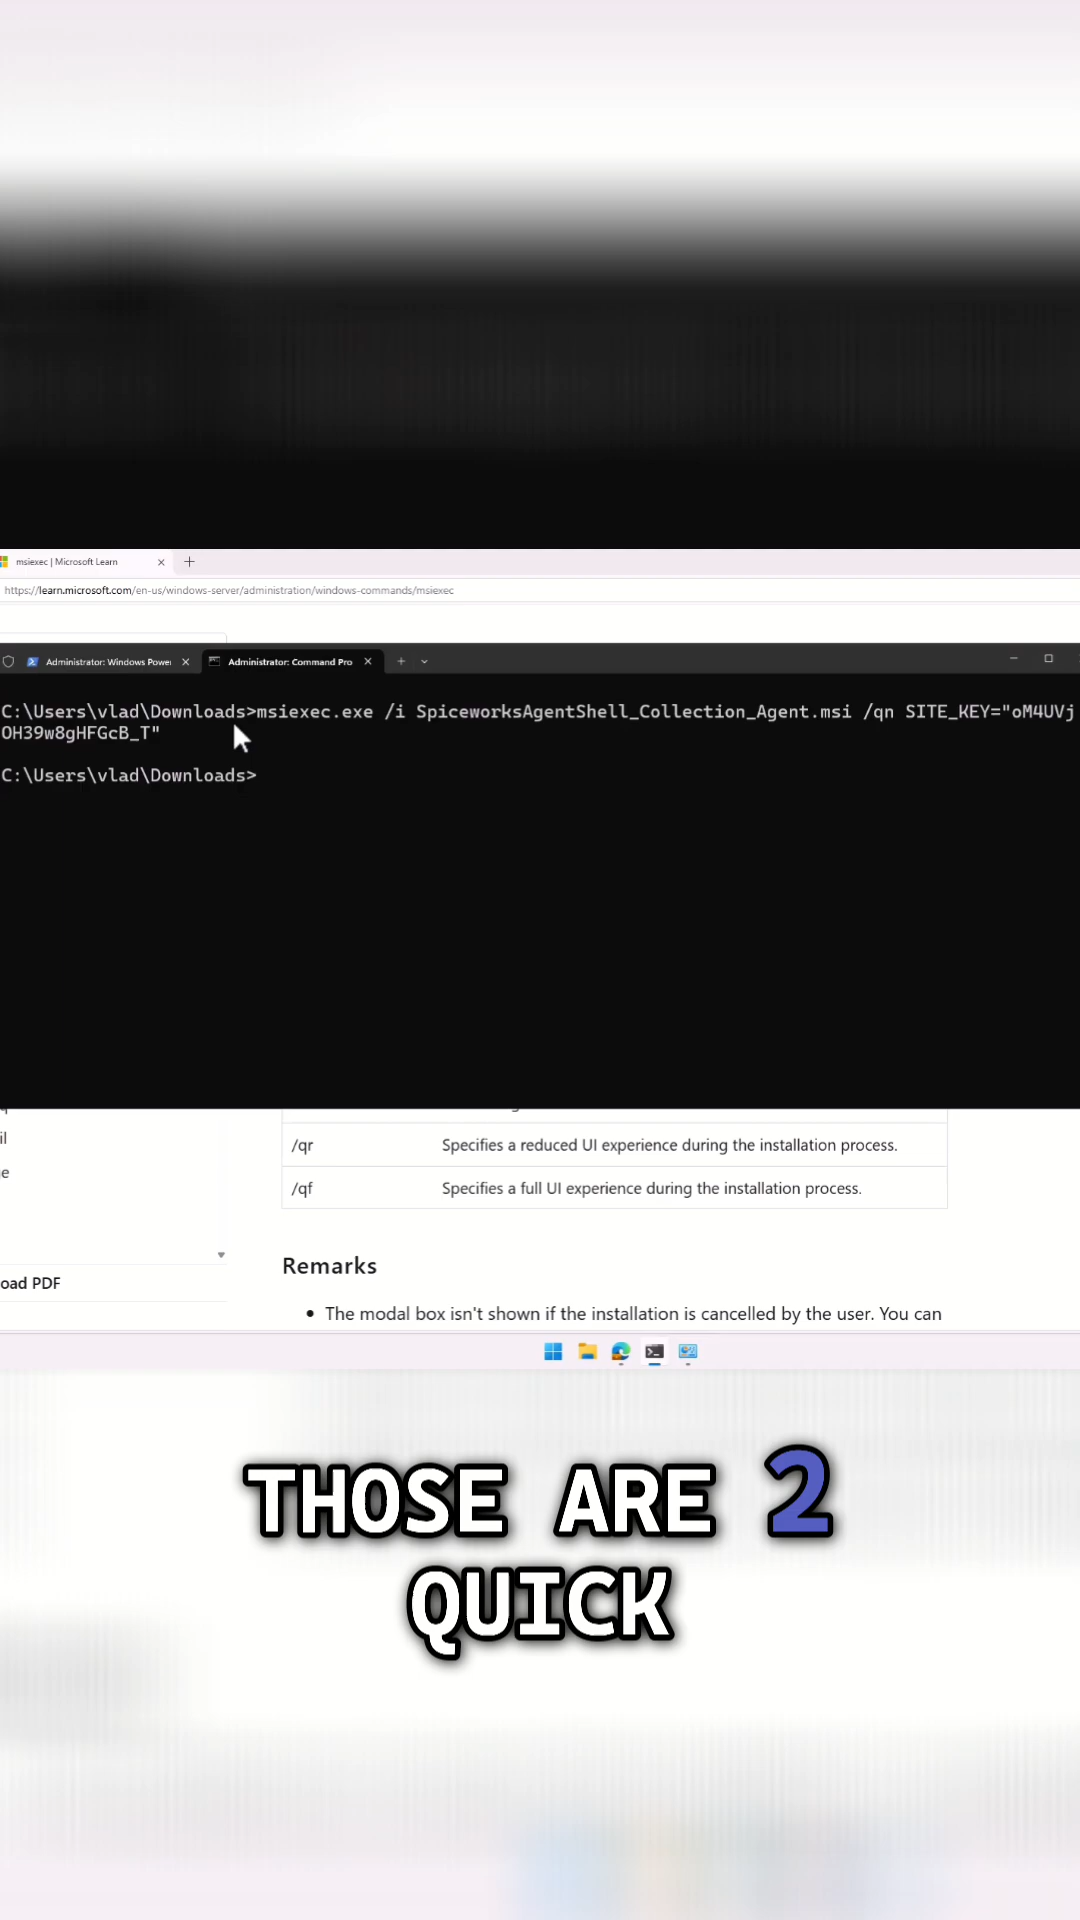 msiexec | Microsoft Learn
https://learn.microsoft.com/en-us/windows-server/administration/windows-commands/msiexec
Administrator: Windows Power
Administrator: Command Pro
C:\Users\vlad\Downloads>msiexec.exe /i SpiceworksAgentShell_Collection_Agent.msi /qn SITE_KEY="oM4UVj
OH39w8gHFGcB_T"
C:\Users\vlad\Downloads>
il
e
/qr Specifies a reduced UI experience during the installation process.
/qf Specifies a full UI experience during the installation process.
Remarks
oad PDF
• The modal box isn't shown if the installation is cancelled by the user. You can
THOSE ARE 2
QUICK